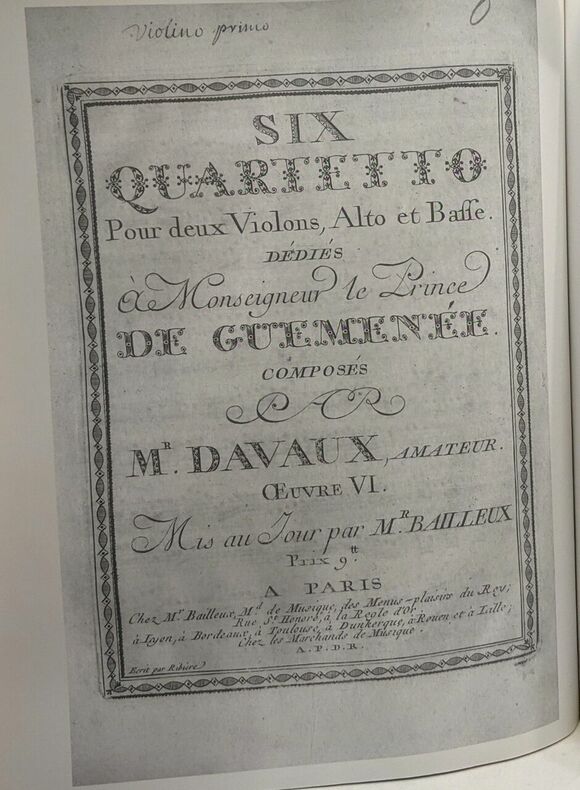 Violino primo
SIX
QUARTETTO
Pour deux Violons, Alto et Basse.
DÉDIÉS
à Monseigneur le Prince
DE GUEMENÉE.
COMPOSÉS
PAR
MR. DAVAUX, AMATEUR.
ŒUVRE VI.
Mis au Jour par MR. BAILLEUX
Prix 9tt
A PARIS
Chez Mr. Bailleux, Md. de Musique, des Menus-plaisirs du Roy;
Rue St. Honoré, à la Regle d'Or.
à Lyon, à Bordeaux, à Toulouse, à Dunkerque, à Rouen et à Lille;
Chez les Marchands de Musique.
A. P. D. R.
Ecrit par Ribiere